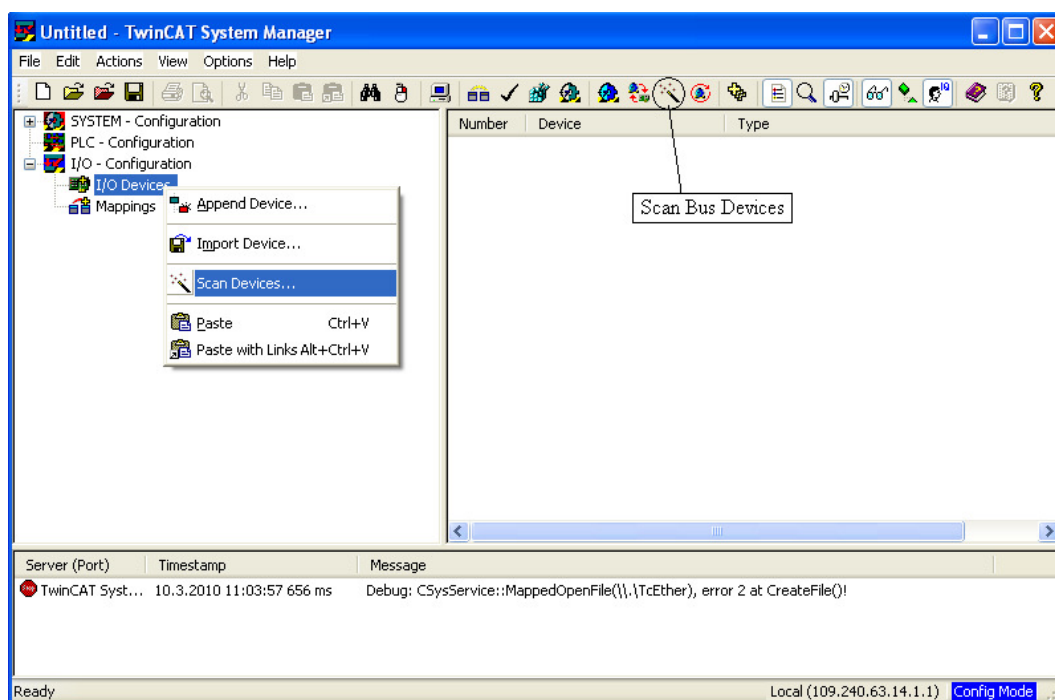 Untitled - TwinCAT System Manager
File Edit Actions View Options Help
SYSTEM - Configuration
PLC - Configuration
I/O - Configuration
I/O Devices
Mappings
Append Device...
Import Device...
Scan Devices...
Paste Ctrl+V
Paste with Links Alt+Ctrl+V
Number Device Type
Scan Bus Devices
Server (Port) Timestamp Message
TwinCAT Syst... 10.3.2010 11:03:57 656 ms Debug: CSysService::MappedOpenFile(\\.\TcEther), error 2 at CreateFile()!
Ready Local (109.240.63.14.1.1) Config Mode